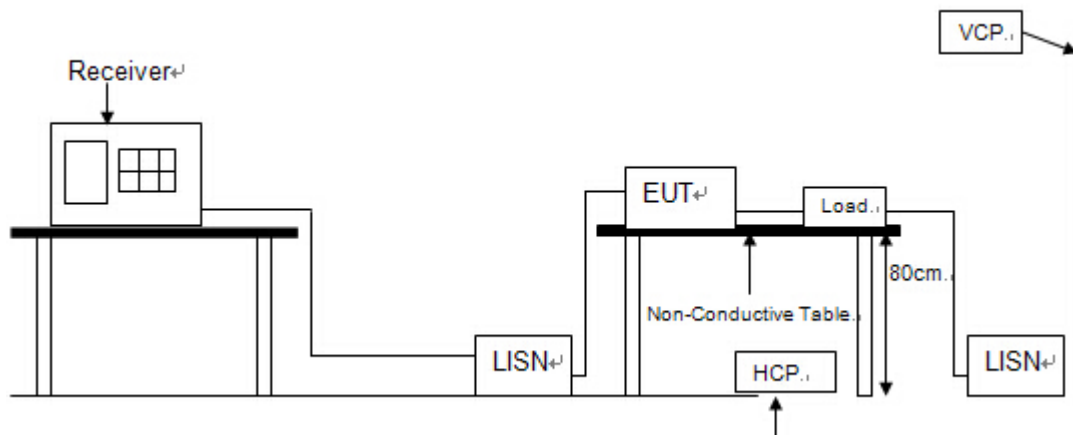 VCP.
Receiver↵
EUT↵
Load.
80cm.
Non-Conductive Table.
LISN↵
HCP.
LISN↵